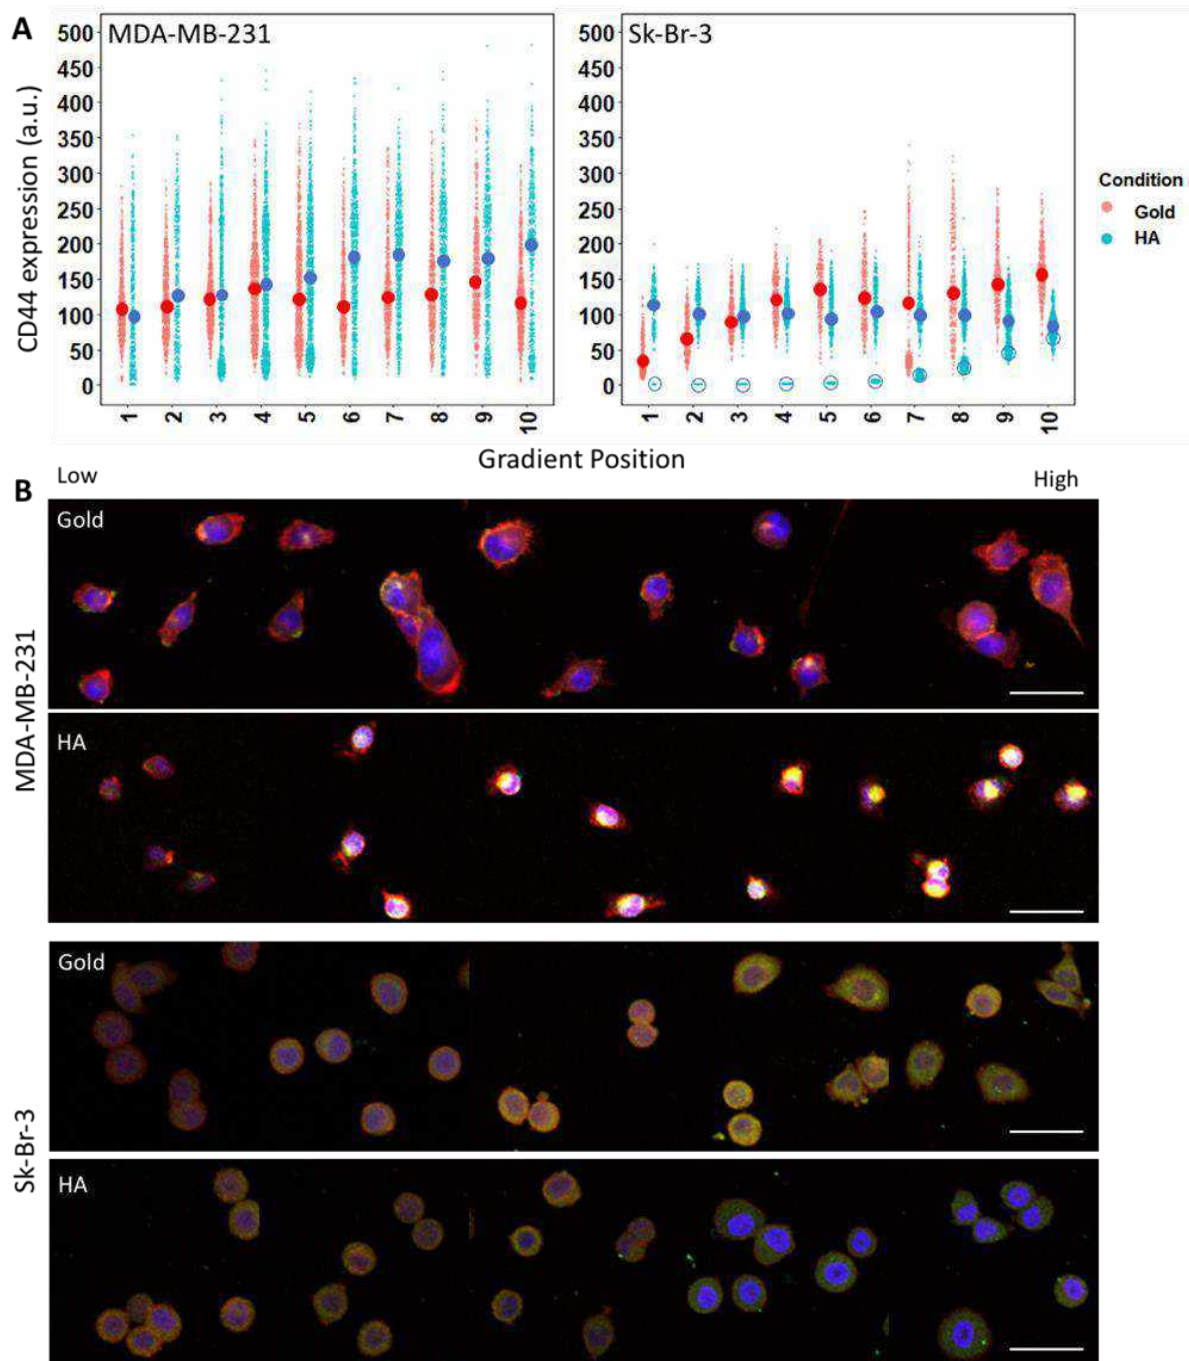 A
MDA-MB-231
Sk-Br-3
CD44 expression (a.u.)
500
450
400
350
300
250
200
150
100
50
0
500
450
400
350
300
250
200
150
100
50
0
1 2 3 4 5 6 7 8 9 10
1 2 3 4 5 6 7 8 9 10
Condition
Gold
HA
Gradient Position
Low
High
B
MDA-MB-231
Gold
HA
Sk-Br-3
Gold
HA